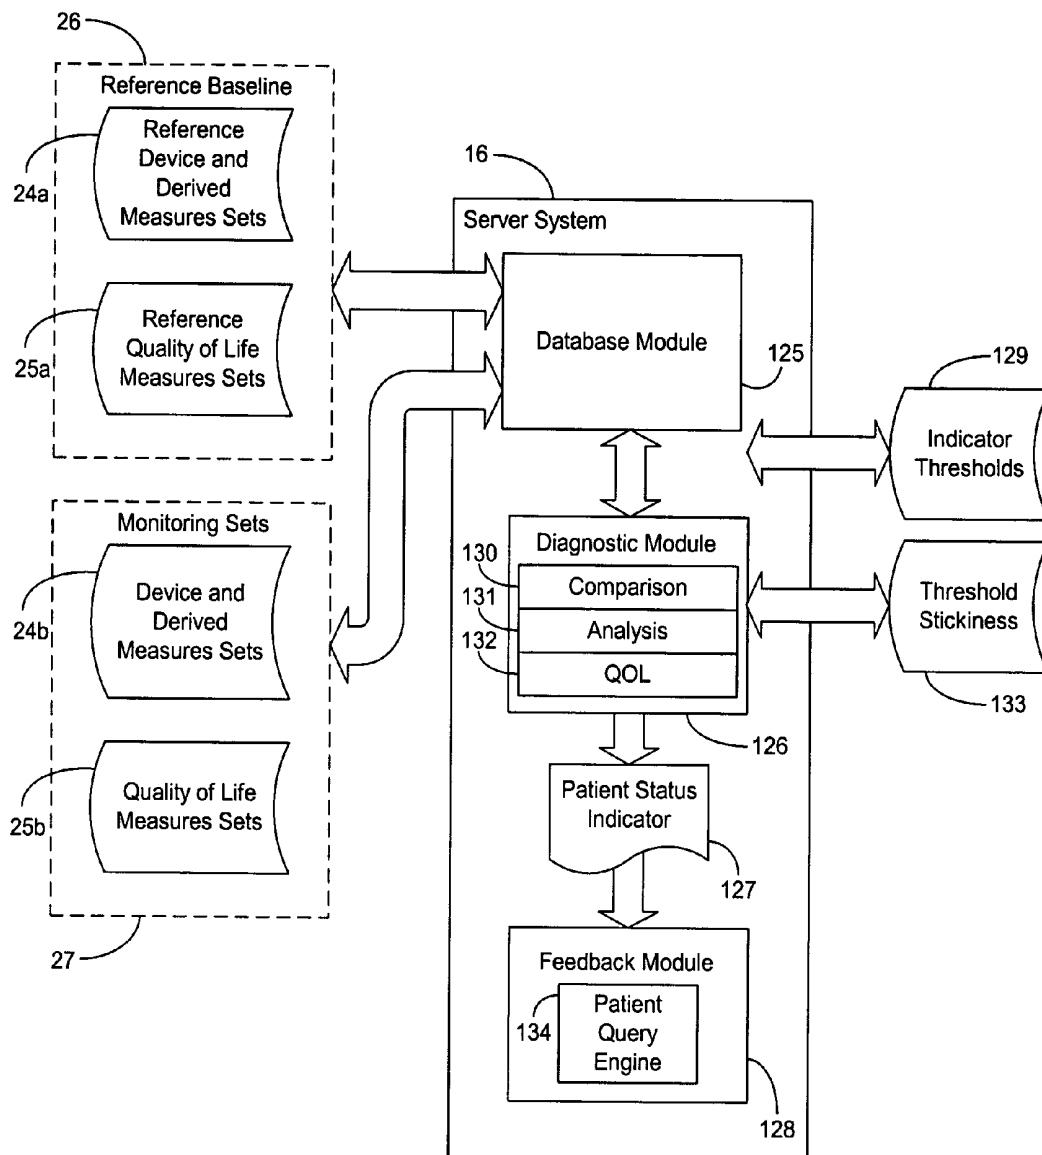 26
Reference Baseline
Reference
Device and
Derived
Measures Sets
24a
Reference
Quality of Life
Measures Sets
25a
Monitoring Sets
Device and
Derived
Measures Sets
24b
Quality of Life
Measures Sets
25b
27
16
Server System
Database Module
125
129
Indicator
Thresholds
Diagnostic Module
130
Comparison
131
Analysis
132
QOL
126
Threshold
Stickiness
133
Patient Status
Indicator
127
Feedback Module
134
Patient
Query
Engine
128